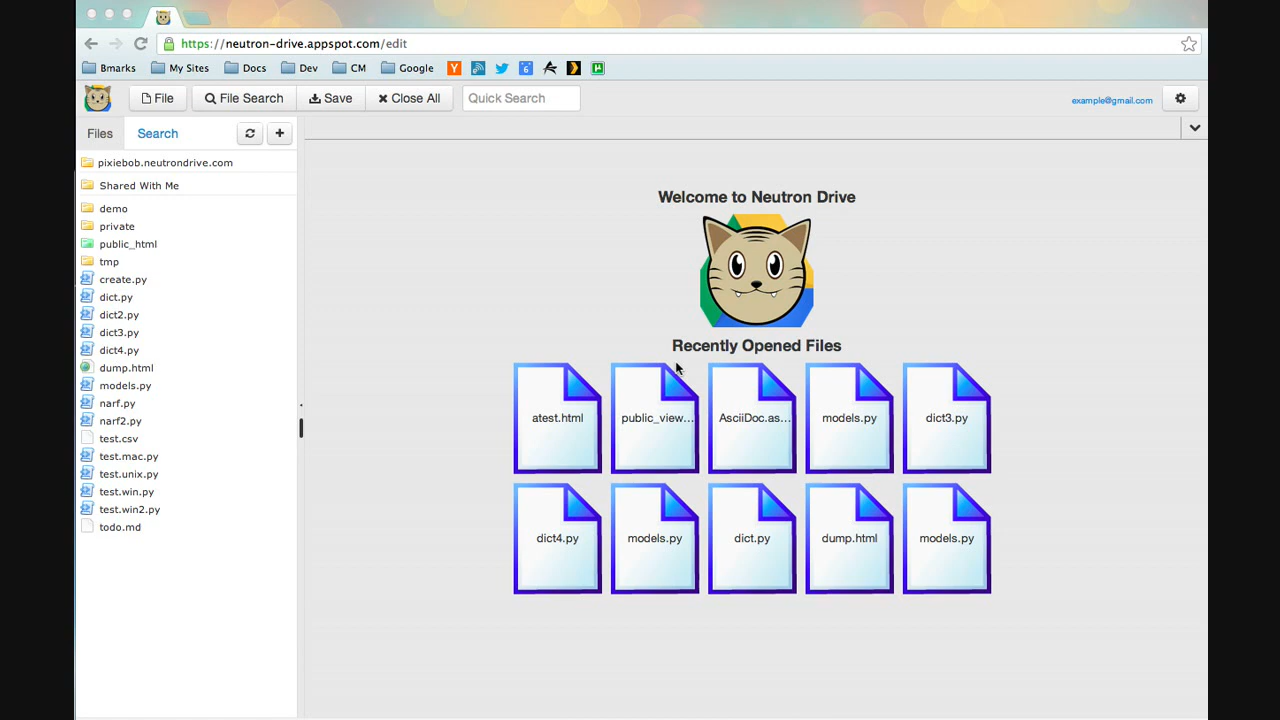 https://neutron-drive.appspot.com/edit
Bmarks My Sites Docs Dev CM Google Y 6
File File Search Save Close All Quick Search example@gmail.com
Files Search
pixiebob.neutrondrive.com
Shared With Me
demo
private
public_html
tmp
create.py
dict.py
dict2.py
dict3.py
dict4.py
dump.html
models.py
narf.py
narf2.py
test.csv
test.mac.py
test.unix.py
test.win.py
test.win2.py
todo.md
Welcome to Neutron Drive
Recently Opened Files
atest.html public_view... AsciiDoc.as... models.py dict3.py
dict4.py models.py dict.py dump.html models.py